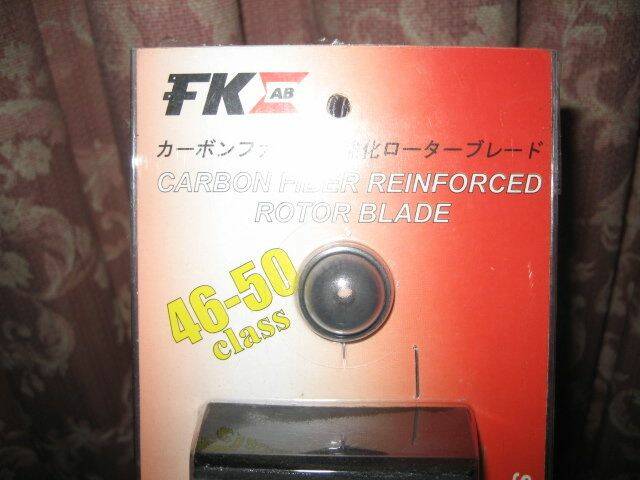 FK AB
カーボンファ 化ローターブレード
CARBON FIBER REINFORCED
ROTOR BLADE
46-50
class